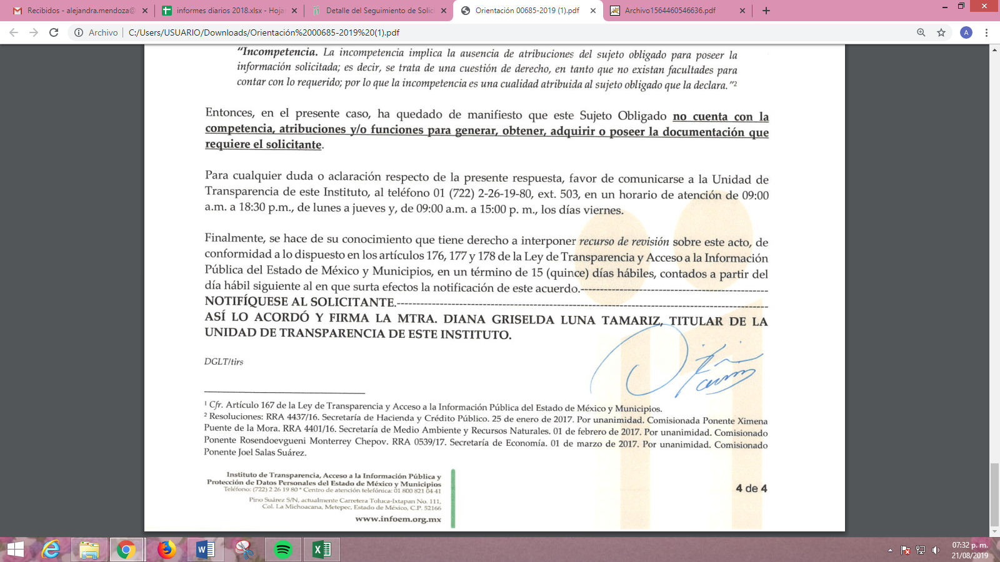 Recibidos - alejandra.mendoza@
informes diarios 2018.xlsx - Hoja
Detalle del Seguimiento de Solic
Orientación 00685-2019 (1).pdf
Archivo1564460546636.pdf
Archivo
C:/Users/USUARIO/Downloads/Orientación%2000685-2019%20(1).pdf
A
“Incompetencia. La incompetencia implica la ausencia de atribuciones del sujeto obligado para poseer la
información solicitada; es decir, se trata de una cuestión de derecho, en tanto que no existan facultades para
contar con lo requerido; por lo que la incompetencia es una cualidad atribuida al sujeto obligado que la declara.”2
Entonces, en el presente caso, ha quedado de manifiesto que este Sujeto Obligado no cuenta con la
competencia, atribuciones y/o funciones para generar, obtener, adquirir o poseer la documentación que
requiere el solicitante.
Para cualquier duda o aclaración respecto de la presente respuesta, favor de comunicarse a la Unidad de
Transparencia de este Instituto, al teléfono 01 (722) 2-26-19-80, ext. 503, en un horario de atención de 09:00
a.m. a 18:30 p.m., de lunes a jueves y, de 09:00 a.m. a 15:00 p. m., los días viernes.
Finalmente, se hace de su conocimiento que tiene derecho a interponer recurso de revisión sobre este acto, de
conformidad a lo dispuesto en los artículos 176, 177 y 178 de la Ley de Transparencia y Acceso a la Información
Pública del Estado de México y Municipios, en un término de 15 (quince) días hábiles, contados a partir del
día hábil siguiente al en que surta efectos la notificación de este acuerdo.------------------------------------------------
NOTIFÍQUESE AL SOLICITANTE.------------------------------------------------------------------------------------------------
ASÍ LO ACORDÓ Y FIRMA LA MTRA. DIANA GRISELDA LUNA TAMARIZ, TITULAR DE LA
UNIDAD DE TRANSPARENCIA DE ESTE INSTITUTO.
DGLT/tirs
1 Cfr. Artículo 167 de la Ley de Transparencia y Acceso a la Información Pública del Estado de México y Municipios.
2 Resoluciones: RRA 4437/16. Secretaría de Hacienda y Crédito Público. 25 de enero de 2017. Por unanimidad. Comisionada Ponente Ximena
Puente de la Mora. RRA 4401/16. Secretaría de Medio Ambiente y Recursos Naturales. 01 de febrero de 2017. Por unanimidad. Comisionado
Ponente Rosendoevgueni Monterrey Chepov. RRA 0539/17. Secretaría de Economía. 01 de marzo de 2017. Por unanimidad. Comisionado
Ponente Joel Salas Suárez.
Instituto de Transparencia, Acceso a la Información Pública y
Protección de Datos Personales del Estado de México y Municipios
Teléfono: (722) 2 26 19 80 * Centro de atención telefónica: 01 800 821 04 41
Pino Suárez S/N, actualmente Carretera Toluca-Ixtapan No. 111,
Col. La Michoacana, Metepec, Estado de México, C.P. 52166
www.infoem.org.mx
4 de 4
07:32 p. m.
21/08/2019